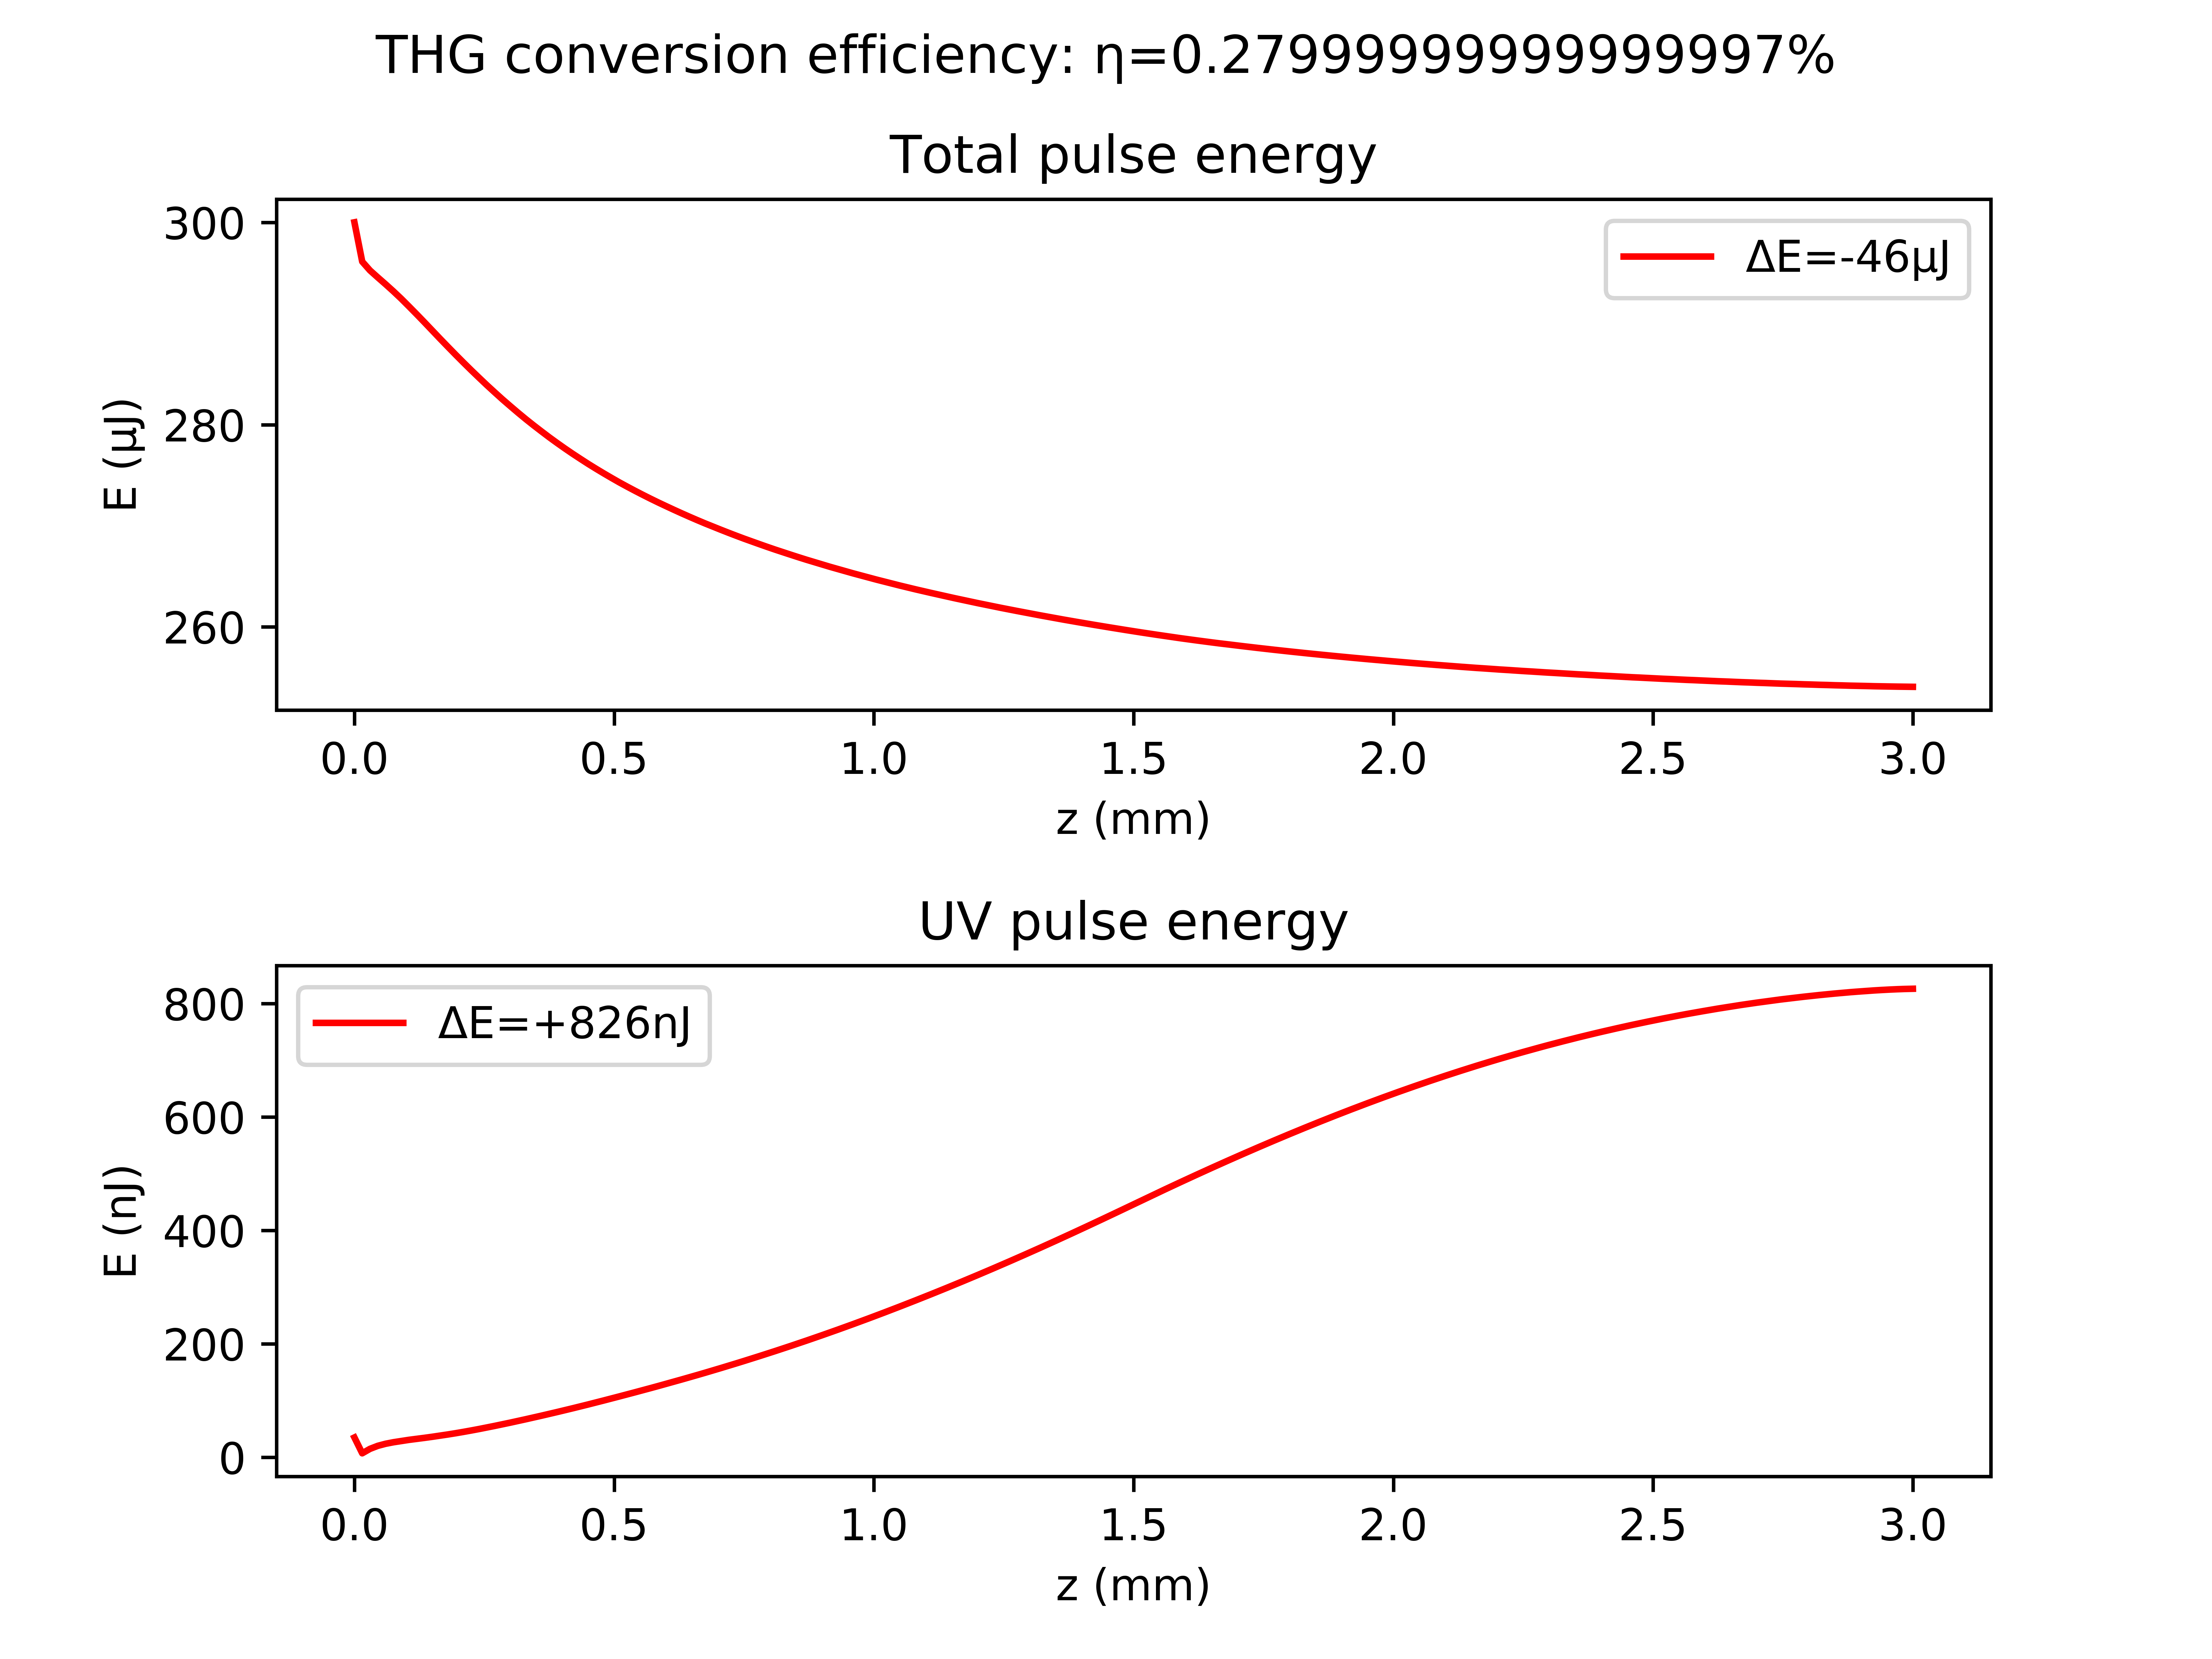 THG conversion efficiency: η=0.27999999999999997%
Total pulse energy
300
280
260
E (μJ)
ΔE=-46μJ
0.0 0.5 1.0 1.5 2.0 2.5 3.0
z (mm)
UV pulse energy
800
600
400
200
0
E (nJ)
ΔE=+826nJ
0.0 0.5 1.0 1.5 2.0 2.5 3.0
z (mm)